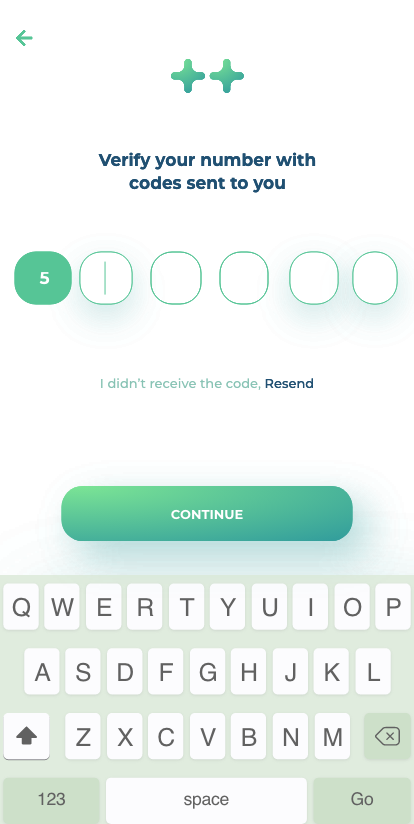 Verify your number with
codes sent to you
5
I didn't receive the code, Resend
CONTINUE
Q W E R T Y U I O P
A S D F G H J K L
Z X C V B N M
123 space Go